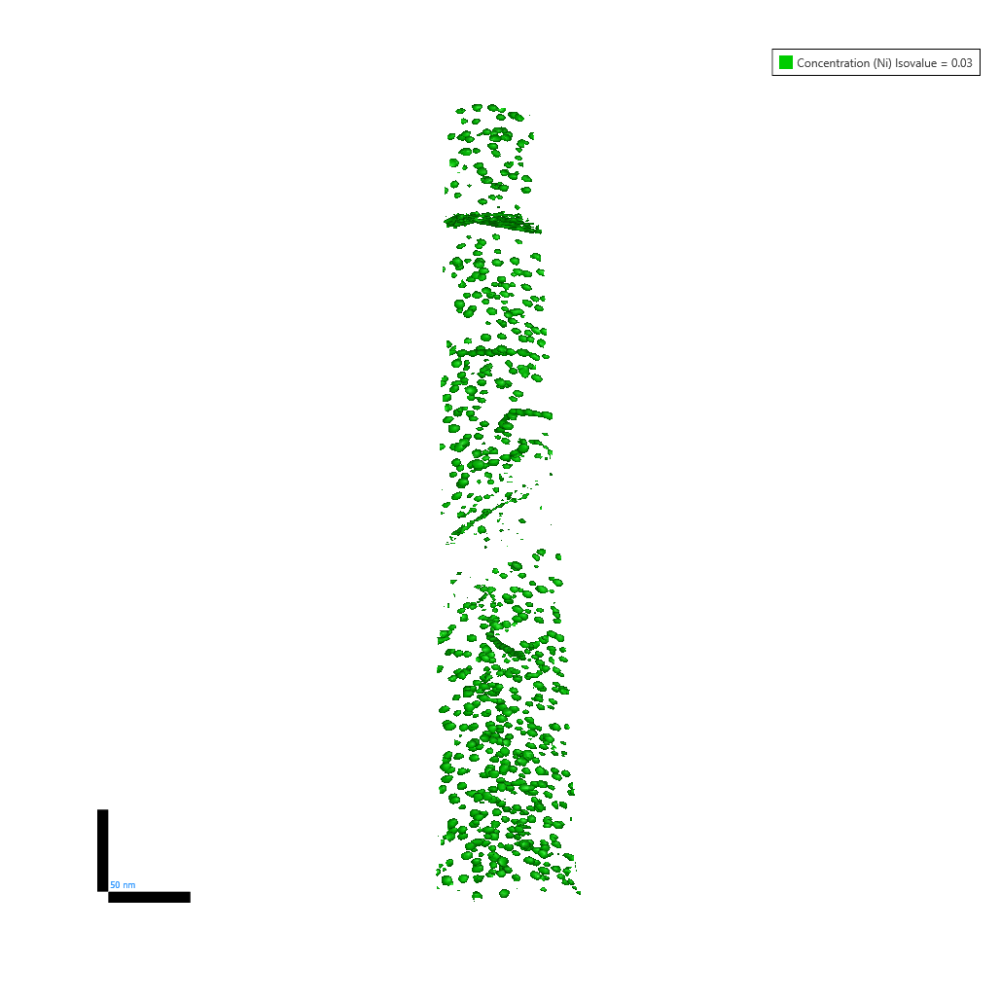 Concentration (Ni) Isovalue = 0.03
50 nm